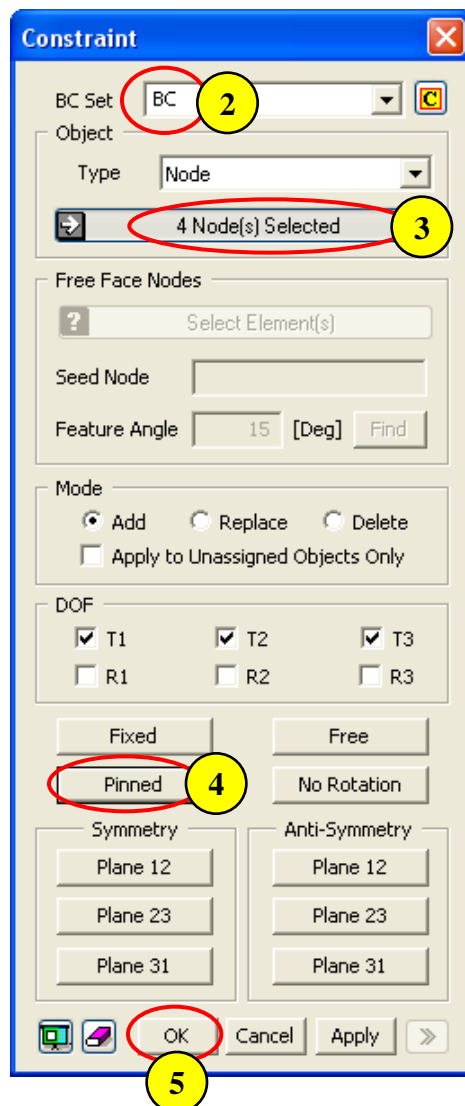 Constraint
BC Set BC 2 C
Object
Type Node
4 Node(s) Selected 3
Free Face Nodes
? Select Element(s)
Seed Node
Feature Angle 15 [Deg] Find
Mode
Add Replace Delete
Apply to Unassigned Objects Only
DOF
T1 T2 T3
R1 R2 R3
Fixed Free
Pinned 4 No Rotation
Symmetry Anti-Symmetry
Plane 12 Plane 12
Plane 23 Plane 23
Plane 31 Plane 31
OK Cancel Apply >>
5